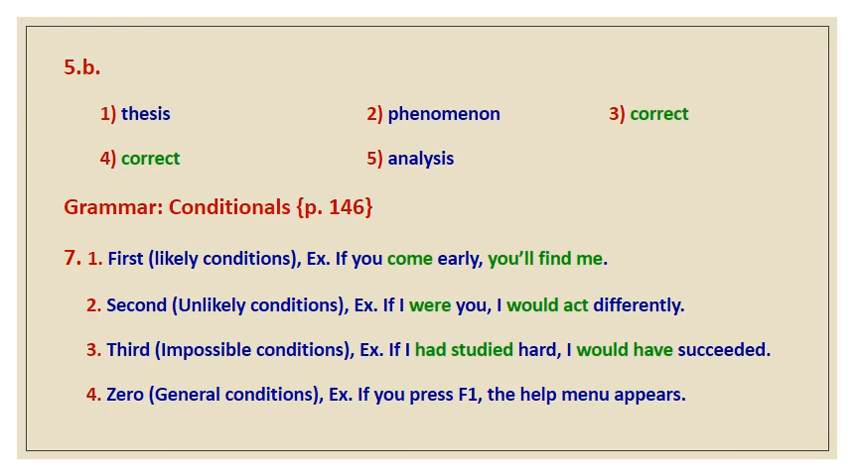 5.b.
1) thesis 2) phenomenon 3) correct
4) correct 5) analysis
Grammar: Conditionals {p. 146}
7. 1. First (likely conditions), Ex. If you come early, you’ll find me.
2. Second (Unlikely conditions), Ex. If I were you, I would act differently.
3. Third (Impossible conditions), Ex. If I had studied hard, I would have succeeded.
4. Zero (General conditions), Ex. If you press F1, the help menu appears.